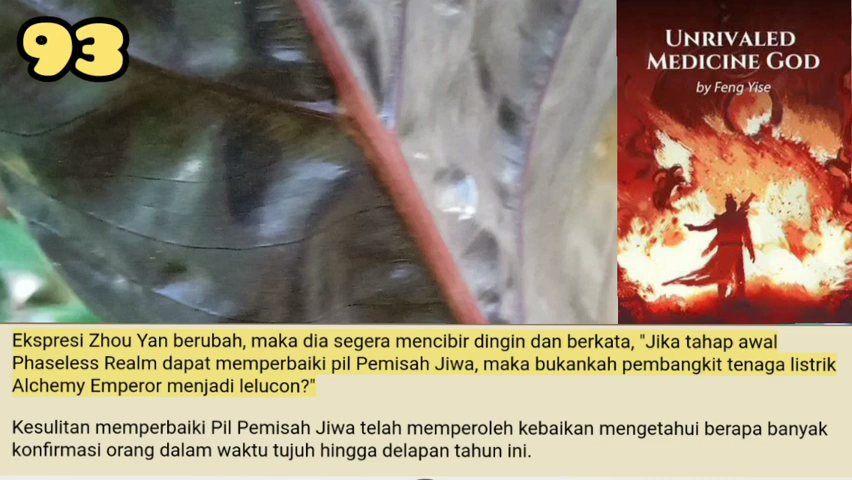 93
UNRIVALED
MEDICINE GOD
by Feng Yise
Ekspresi Zhou Yan berubah, maka dia segera mencibir dingin dan berkata, "Jika tahap awal
Phaseless Realm dapat memperbaiki pil Pemisah Jiwa, maka bukankah pembangkit tenaga listrik
Alchemy Emperor menjadi lelucon?"
Kesulitan memperbaiki Pil Pemisah Jiwa telah memperoleh kebaikan mengetahui berapa banyak
konfirmasi orang dalam waktu tujuh hingga delapan tahun ini.